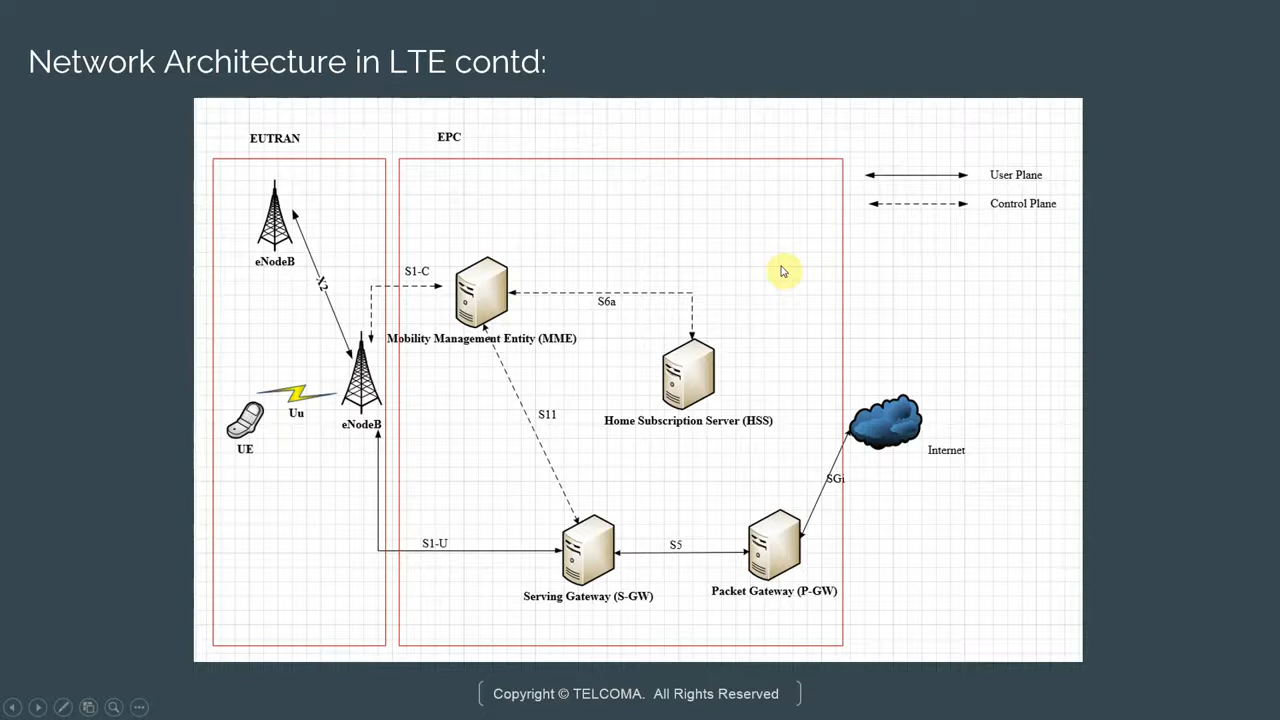 Network Architecture in LTE contd:
EUTRAN
EPC
User Plane
Control Plane
eNodeB
X2
S1-C
S6a
Mobility Management Entity (MME)
Uu
S11
Home Subscription Server (HSS)
eNodeB
UE
Internet
SGi
S1-U
S5
Serving Gateway (S-GW)
Packet Gateway (P-GW)
Copyright © TELCOMA. All Rights Reserved